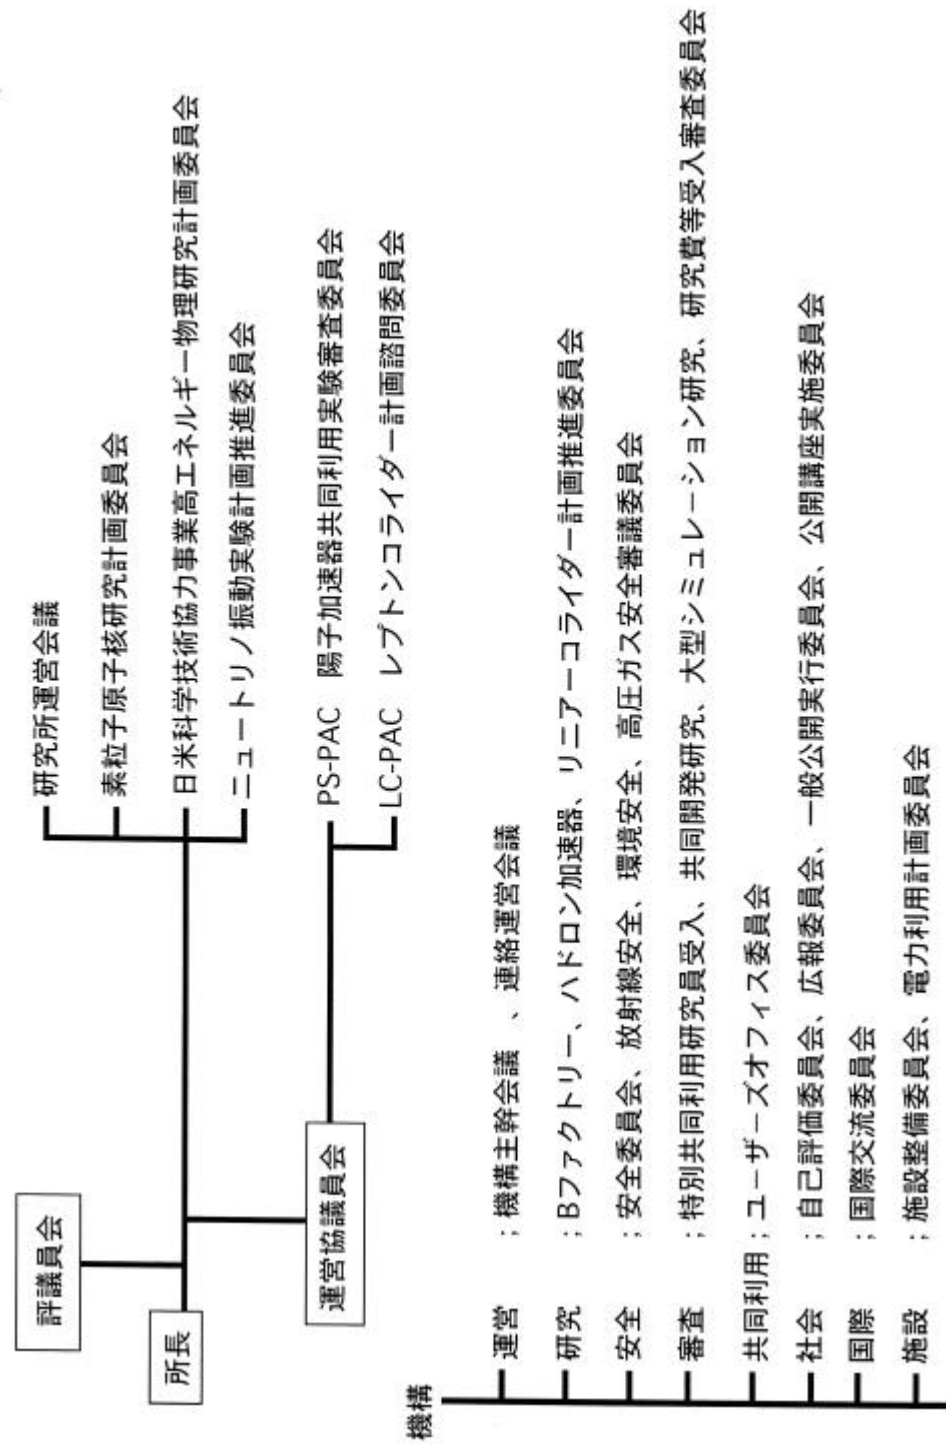 評議員会
所長
運営協議員会
研究所運営会議
素粒子原子核研究計画委員会
日米科学技術協力事業高エネルギー物理研究計画委員会
ニュートリノ振動実験計画推進委員会
PS-PAC 陽子加速器共同利用実験審査委員会
LC-PAC レプトンコライダー計画諮問委員会
機構
運営 ; 機構主幹会議 、連絡運営会議
研究 ; Bファクトリー、ハドロン加速器、リニアーコライダー計画推進委員会
安全 ; 安全委員会、放射線安全、環境安全、高圧ガス安全審議委員会
審査 ; 特別共同利用研究員受入、共同開発研究、大型シミュレーション研究、研究費等受入審査委員会
共同利用 ; ユーザーズオフィス委員会
社会 ; 自己評価委員会、広報委員会、一般公開実行委員会、公開講座実施委員会
国際 ; 国際交流委員会
施設 ; 施設整備委員会、電力利用計画委員会